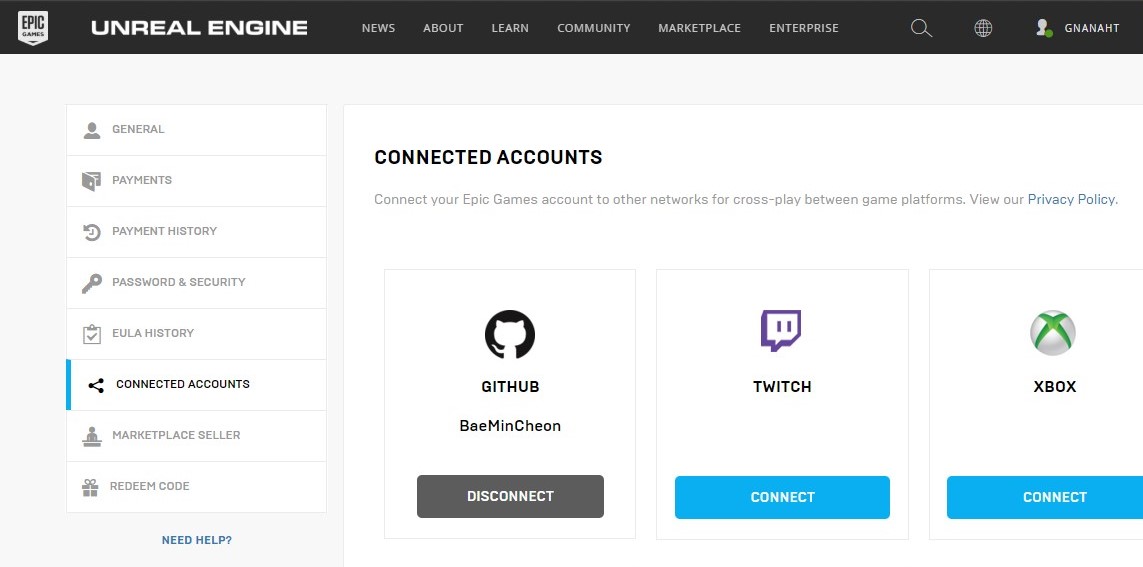 EPIC
GAMES
UNREAL ENGINE
NEWS ABOUT LEARN COMMUNITY MARKETPLACE ENTERPRISE GNANAHT
GENERAL
PAYMENTS
PAYMENT HISTORY
PASSWORD & SECURITY
EULA HISTORY
CONNECTED ACCOUNTS
MARKETPLACE SELLER
REDEEM CODE
NEED HELP?
CONNECTED ACCOUNTS
Connect your Epic Games account to other networks for cross-play between game platforms. View our Privacy Policy.
GITHUB
BaeMinCheon
DISCONNECT
TWITCH
CONNECT
XBOX
CONNECT